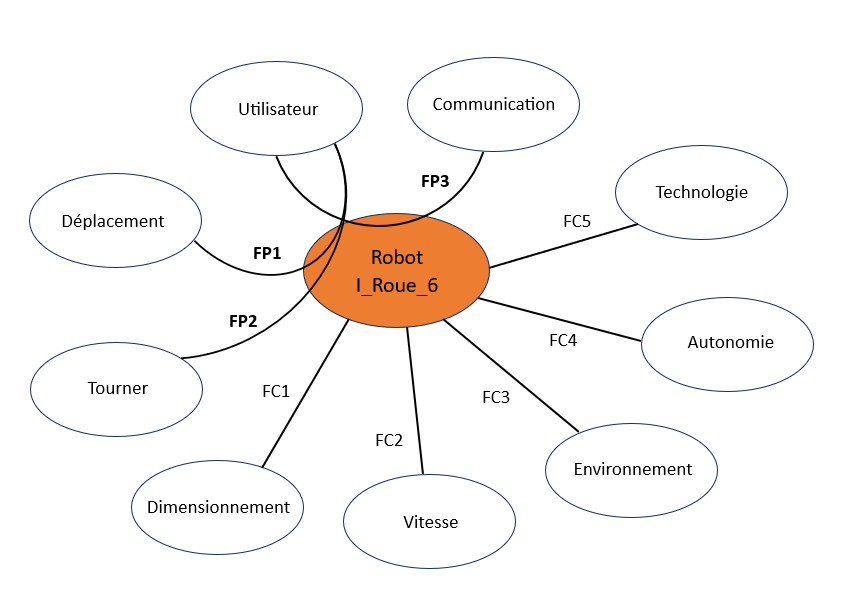 Utilisateur
Communication
FP3
Technologie
Déplacement
FC5
FP1
Robot
I_Roue_6
FP2
FC4
Autonomie
Tourner
FC1
FC3
FC2
Environnement
Dimensionnement
Vitesse